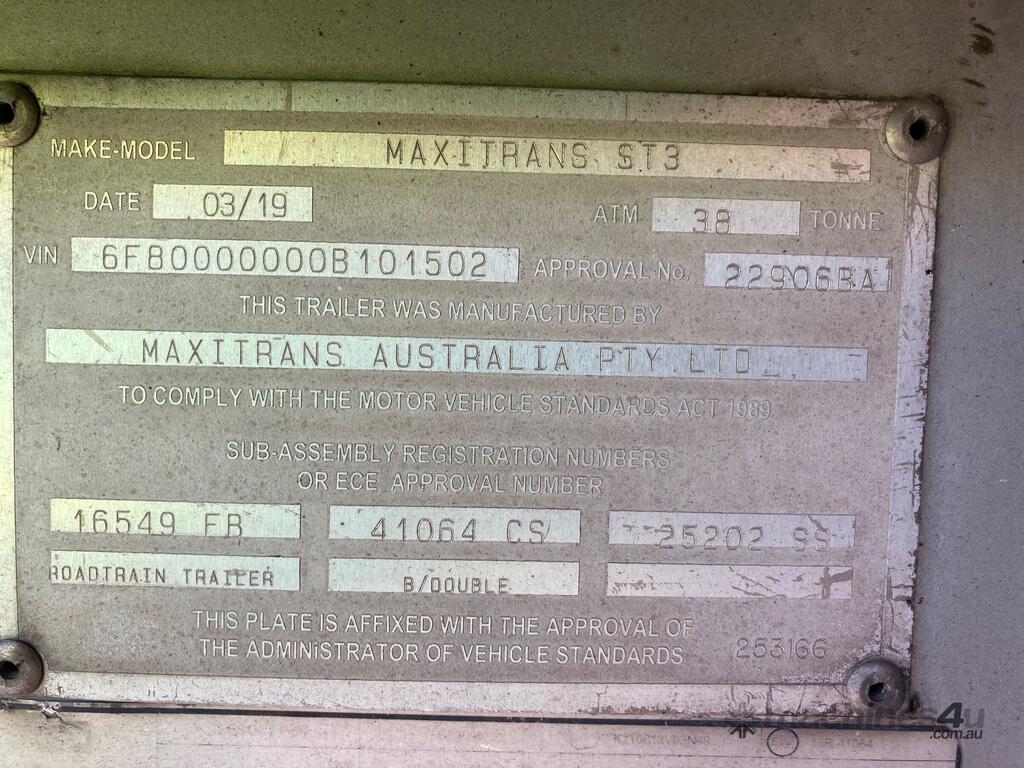 MAKE-MODEL MAXITRANS ST3
DATE 03/19 ATM 38 TONNE
VIN 6F80000000B101502 APPROVAL No. 22906BA
THIS TRAILER WAS MANUFACTURED BY
MAXITRANS AUSTRALIA PTY.LTD.
TO COMPLY WITH THE MOTOR VEHICLE STANDARDS ACT 1989
SUB-ASSEMBLY REGISTRATION NUMBERS
OR ECE APPROVAL NUMBER
16549 FB 41064 CS 25202 SS
ROADTRAIN TRAILER B/DOUBLE
THIS PLATE IS AFFIXED WITH THE APPROVAL OF
THE ADMINiSTRATOR OF VEHICLE STANDARDS 253166
machines4u
.com.au